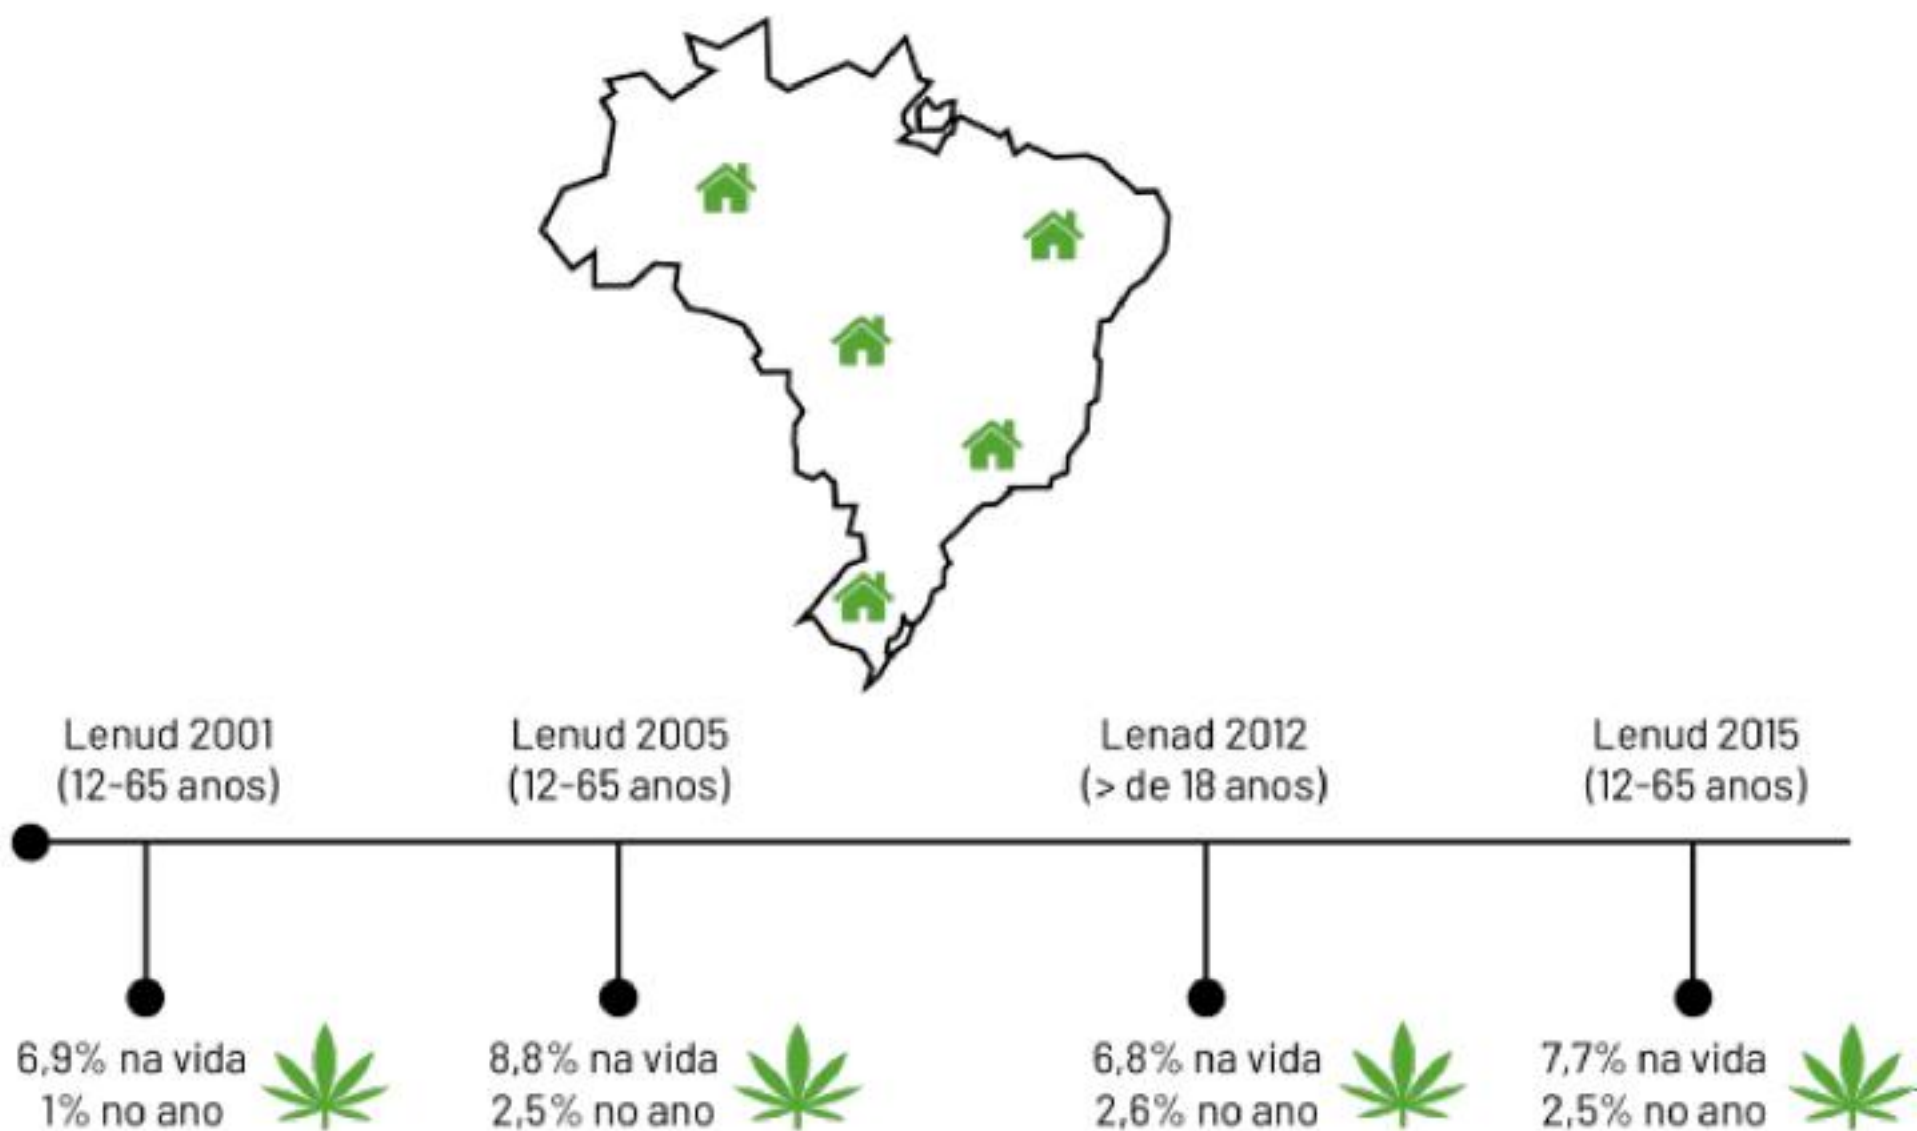 Lenud 2001
(12-65 anos)
Lenud 2005
(12-65 anos)
Lenad 2012
(> de 18 anos)
Lenud 2015
(12-65 anos)
6,9% na vida
1% no ano
8,8% na vida
2,5% no ano
6,8% na vida
2,6% no ano
7,7% na vida
2,5% no ano